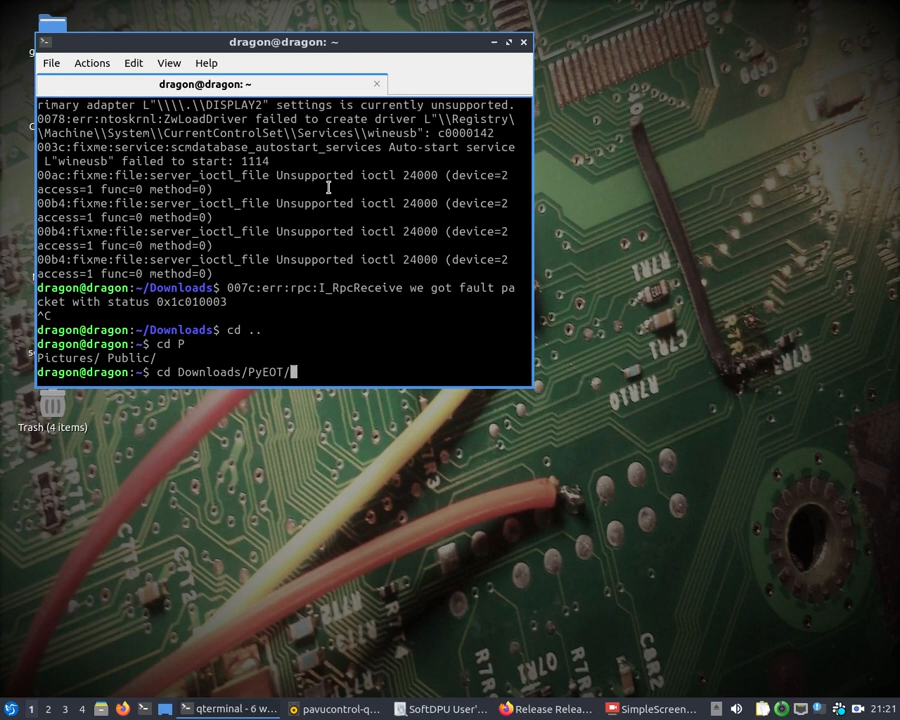 dragon@dragon: ~
File Actions Edit View Help
dragon@dragon: ~
rimary adapter L"\\\\.\\DISPLAY2" settings is currently unsupported.
0078:err:ntoskrnl:ZwLoadDriver failed to create driver L"\\Registry\
\Machine\\System\\CurrentControlSet\\Services\\wineusb": c0000142
003c:fixme:service:scmdatabase_autostart_services Auto-start service
L"wineusb" failed to start: 1114
00ac:fixme:file:server_ioctl_file Unsupported ioctl 24000 (device=2
access=1 func=0 method=0)
00b4:fixme:file:server_ioctl_file Unsupported ioctl 24000 (device=2
access=1 func=0 method=0)
00b4:fixme:file:server_ioctl_file Unsupported ioctl 24000 (device=2
access=1 func=0 method=0)
00b4:fixme:file:server_ioctl_file Unsupported ioctl 24000 (device=2
access=1 func=0 method=0)
dragon@dragon:~/Downloads$ 007c:err:rpc:I_RpcReceive we got fault pa
cket with status 0x1c010003
^C
dragon@dragon:~/Downloads$ cd ..
dragon@dragon:~$ cd P
Pictures/ Public/
dragon@dragon:~$ cd Downloads/PyEOT/
Trash (4 items)
R7R1
C7R1
R7R10
1 2 3 4 qterminal - 6 w... pavucontrol-q... SoftDPU User'... Release Relea... SimpleScreen... 21:21